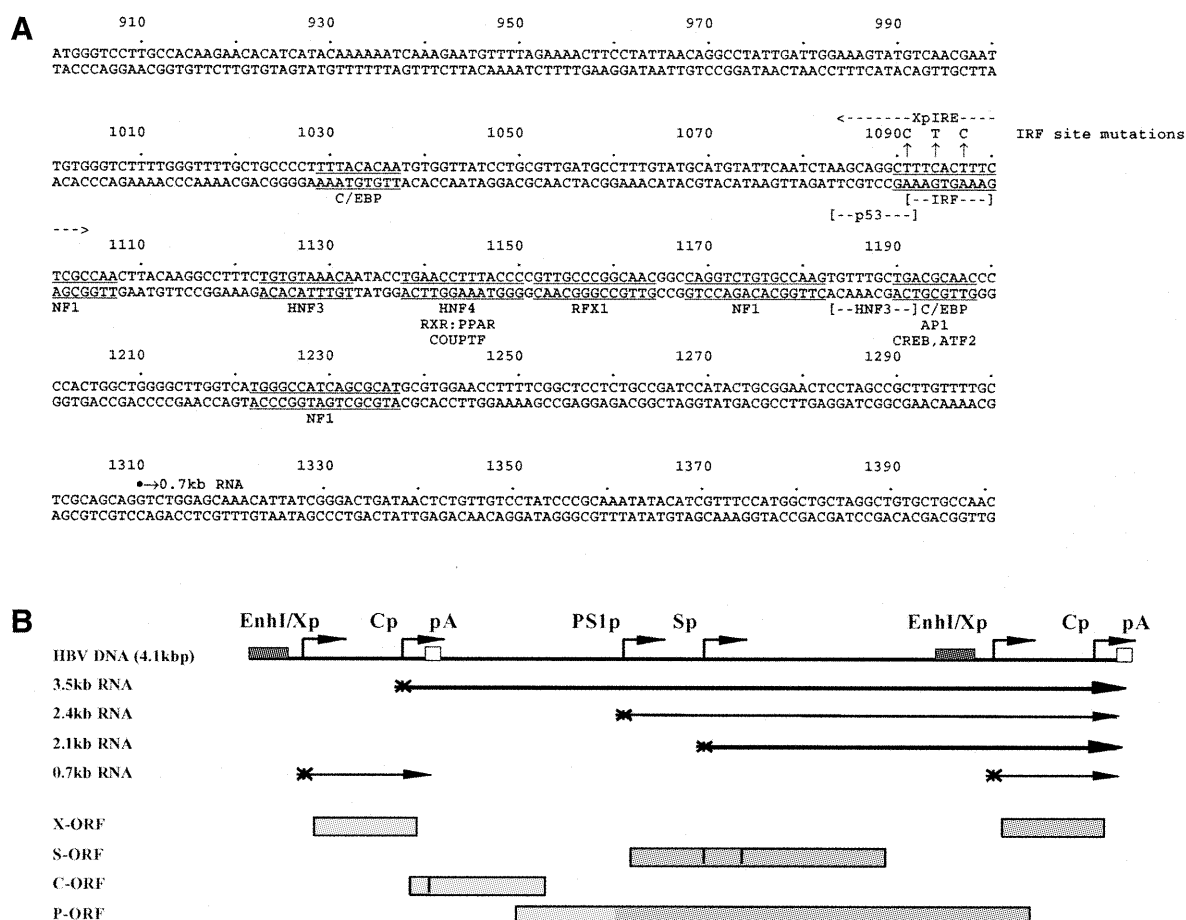 A
910 930 950 970 990
ATGGGTCCTTGCCACAAGAACACATCATACAAAAAATCAAAGAATGTTTTAGAAAACTTCCTATTAACAGGCCTATTGATTGGAAAGTATGTCAACGAAT
TACCCAGGAACGGTGTTCTTGTGTAGTATGTTTTTTAGTTTCTTACAAAATCTTTTGAAGGATAATTGTCCGGATAACTAACCTTTCATACAGTTGCTTA
<-------XpIRE----
1010 1030 1050 1070 1090 C T C IRF site mutations
↑ ↑ ↑
TGTGGGTCTTTTGGGTTTTGCTGCCCCTTTTACACAATGTGGTTATCCTGCGTTGATGCCTTTGTATGCATGTATTCAATCTAAGCAGGCTTTCACTTTC
ACACCCAGAAAACCCAAAACGACGGGGAAAATGTGTTACACCAATAGGACGCAACTACGGAAACATACGTACATAAGTTAGATTCGTCCGAAAGTGAAAG
C/EBP [--IRF---]
[--p53---]
--->
1110 1130 1150 1170 1190
TCGCCAACTTACAAGGCCTTTCTGTGTAAACAATACCTGAACCTTTACCCCGTTGCCCGGCAACGGCCAGGTCTGTGCCAAGTGTTTGCTGACGCAACCC
AGCGGTTGAATGTTCCGGAAAGACACATTTGTTATGGACTTGGAAATGGGGCAACGGGCCGTTGCCGGTCCAGACACGGTTCACAAACGACTGCGTTGGG
NF1 HNF3 HNF4 RFX1 NF1 [--HNF3---] C/EBP
RXR:PPAR AP1
COUPTF CREB,ATF2
1210 1230 1250 1270 1290
CCACTGGCTGGGGCTTGGTCATGGGCCATCAGCGCATGCGTGGAACCTTTTCGGCTCCTCTGCCGATCCATACTGCGGAACTCCTAGCCGCTTGTTTTGC
GGTGACCGACCCCGAACCAGTACCCGGTAGTCGCGTACGCACCTTGGAAAAGCCGAGGAGACGGCTAGGTATGACGCCTTGAGGATCGGCGAACAAAACG
NF1
1310 1330 1350 1370 1390
•→0.7kb RNA
TCGCAGCAGGTCTGGAGCAAACATTATCGGGACTGATAACTCTGTTGTCCTATCCCGCAAATATACATCGTTTCCATGGCTGCTAGGCTGTGCTGCCAAC
AGCGTCGTCCAGACCTCGTTTGTAATAGCCCTGACTATTGAGACAACAGGATAGGGCGTTTATATGTAGCAAAGGTACCGACGATCCGACACGACGGTTG
B
EnhI/Xp Cp pA PS1p Sp EnhI/Xp Cp pA
HBV DNA (4.1kbp)
3.5kb RNA
2.4kb RNA
2.1kb RNA
0.7kb RNA
X-ORF
S-ORF
C-ORF
P-ORF